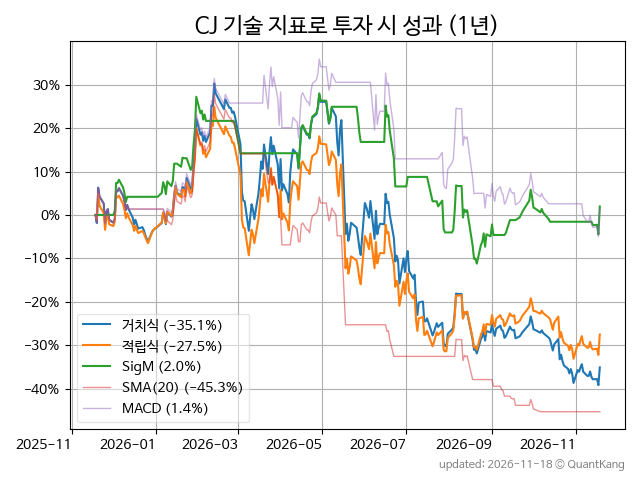 CJ 기술 지표로 투자 시 성과 (1년)
30%
20%
10%
0%
−10%
−20%
−30%
−40%
거치식 (−35.1%)
적립식 (−27.5%)
SigM (2.0%)
SMA(20) (−45.3%)
MACD (1.4%)
2025-11 2026-01 2026-03 2026-05 2026-07 2026-09 2026-11
updated: 2026-11-18 © QuantKang